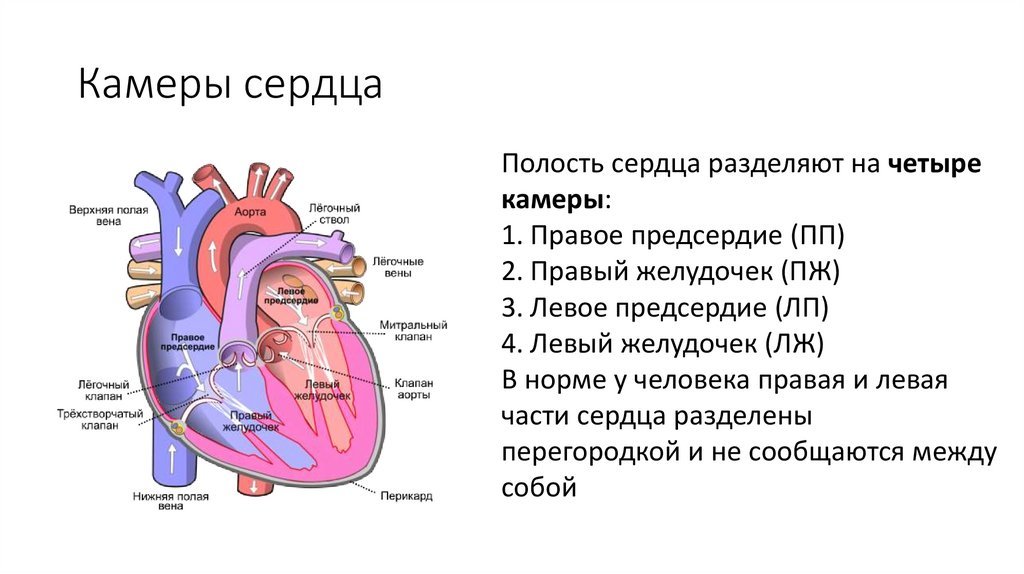 Камеры сердца
Полость сердца разделяют на четыре
камеры:
1. Правое предсердие (ПП)
2. Правый желудочек (ПЖ)
3. Левое предсердие (ЛП)
4. Левый желудочек (ЛЖ)
В норме у человека правая и левая
части сердца разделены
перегородкой и не сообщаются между
собой
Верхняя полая
вена
Аорта
Лёгочный
ствол
Лёгочные
вены
Левое
предсердие
Митральный
клапан
Правое
предсердие
Лёгочный
клапан
Левый
желудочек
Клапан
аорты
Трёхстворчатый
клапан
Правый
желудочек
Нижняя полая
вена
Перикард